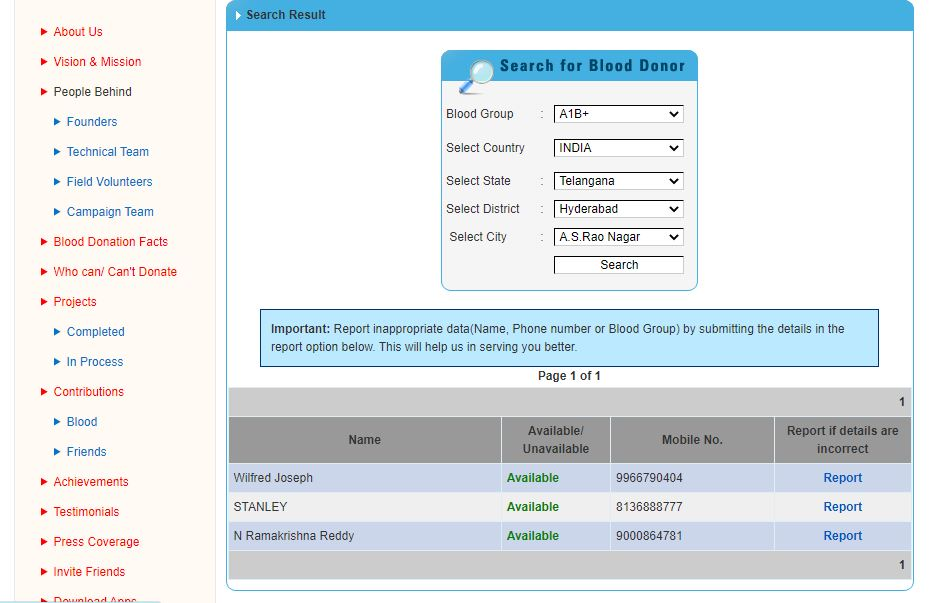 About Us
Vision & Mission
People Behind
Founders
Technical Team
Field Volunteers
Campaign Team
Blood Donation Facts
Who can/ Can't Donate
Projects
Completed
In Process
Contributions
Blood
Friends
Achievements
Testimonials
Press Coverage
Invite Friends
Download Apps
Search Result
Search for Blood Donor
Blood Group : A1B+
Select Country : INDIA
Select State : Telangana
Select District : Hyderabad
Select City : A.S.Rao Nagar
Search
Important: Report inappropriate data(Name, Phone number or Blood Group) by submitting the details in the
report option below. This will help us in serving you better.
Page 1 of 1
1
Name Available/ Unavailable Mobile No. Report if details are incorrect
Wilfred Joseph Available 9966790404 Report
STANLEY Available 8136888777 Report
N Ramakrishna Reddy Available 9000864781 Report
1